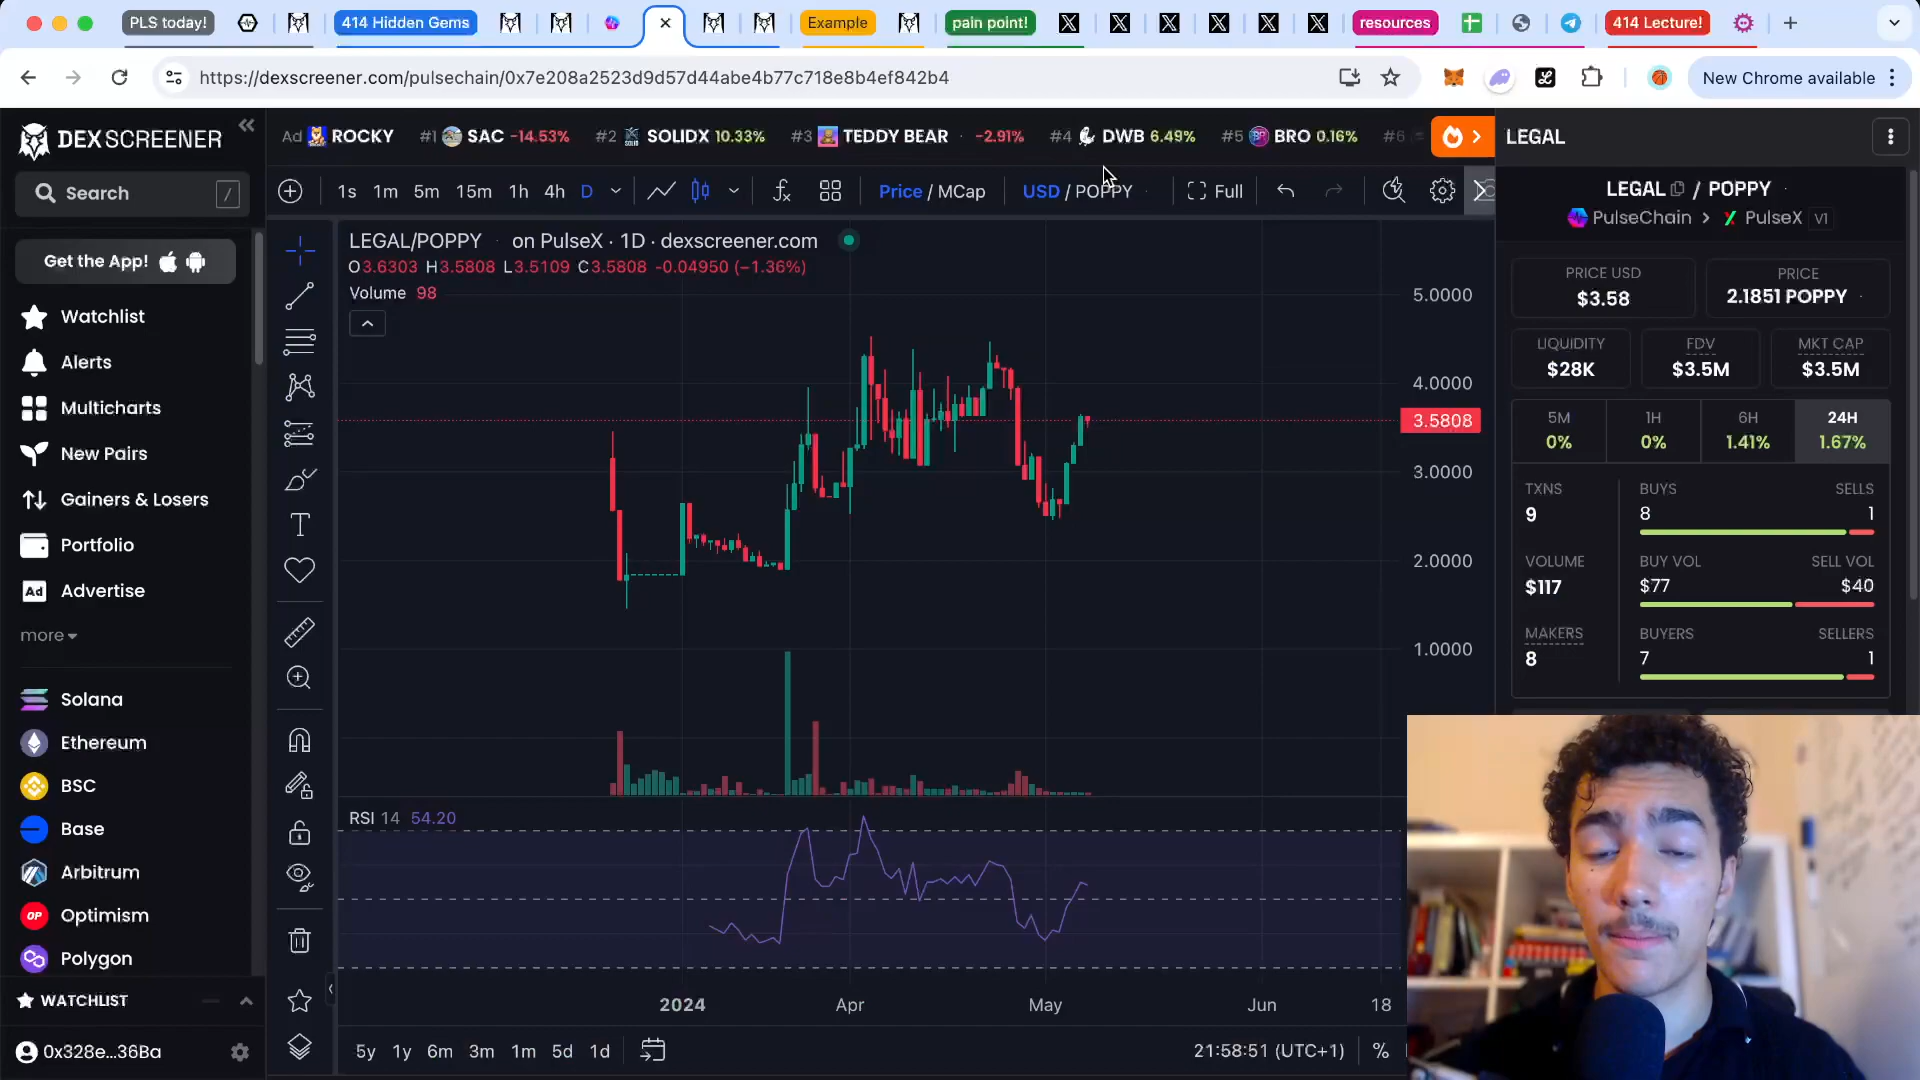 PLS today!
414 Hidden Gems
Example
pain point!
resources
414 Lecture!
https://dexscreener.com/pulsechain/0x7e208a2523d9d57d44abe4b77c718e8b4ef842b4
New Chrome available
DEX SCREENER
Search /
Get the App!
Watchlist
Alerts
Multicharts
New Pairs
Gainers & Losers
Portfolio
Ad Advertise
more
Solana
Ethereum
BSC
Base
Arbitrum
OP Optimism
Polygon
WATCHLIST
0x328e...36Ba
Ad ROCKY #1 SAC -14.53% #2 SOLIDX 10.33% #3 TEDDY BEAR -2.91% #4 DWB 6.49% #5 BRO 0.16% #6
1s 1m 5m 15m 1h 4h D Price / MCap USD / POPPY Full
LEGAL/POPPY · on PulseX · 1D · dexscreener.com
O3.6303 H3.5808 L3.5109 C3.5808 -0.04950 (−1.36%)
Volume 98
5.0000
4.0000
3.5808
3.0000
2.0000
1.0000
RSI 14 54.20
2024 Apr May Jun 18
5y 1y 6m 3m 1m 5d 1d 21:58:51 (UTC+1) %
LEGAL
LEGAL / POPPY
PulseChain > PulseX V1
PRICE USD
$3.58
PRICE
2.1851 POPPY
LIQUIDITY
$28K
FDV
$3.5M
MKT CAP
$3.5M
5M
0%
1H
0%
6H
1.41%
24H
1.67%
TXNS
9
BUYS
8
SELLS
1
VOLUME
$117
BUY VOL
$77
SELL VOL
$40
MAKERS
8
BUYERS
7
SELLERS
1